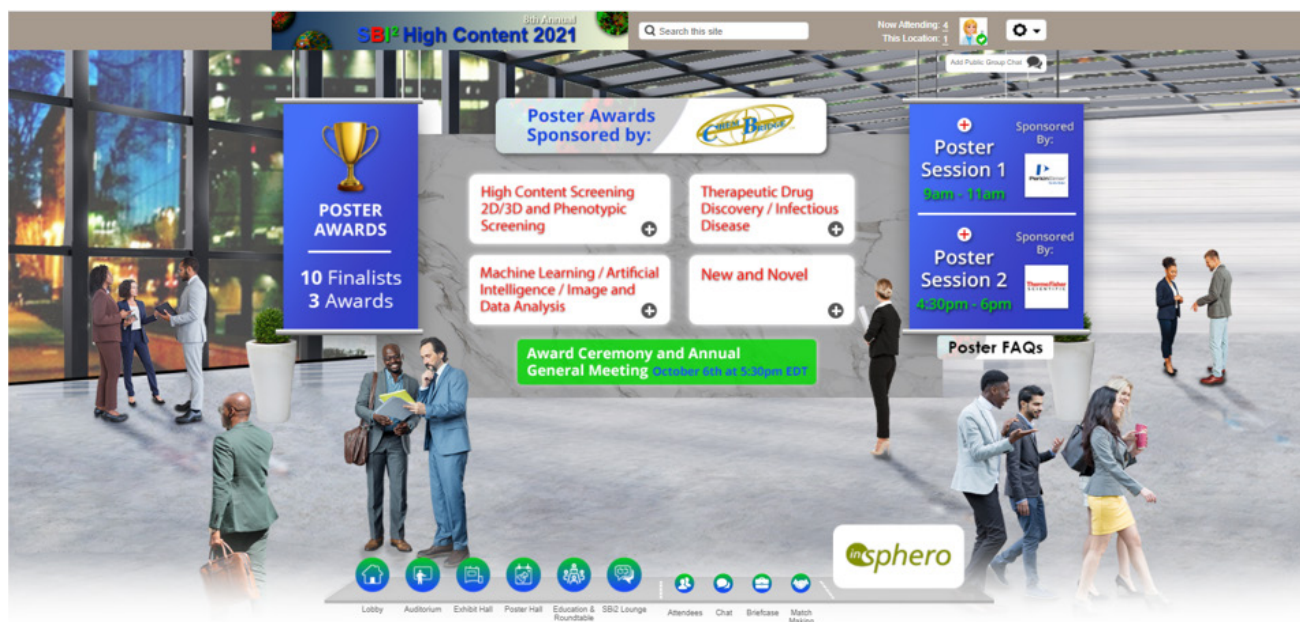 8th Annual
SBI² High Content 2021
Search this site
Now Attending: 4
This Location: 1
Add Public Group Chat
POSTER
AWARDS
10 Finalists
3 Awards
Poster Awards
Sponsored by:
High Content Screening
2D/3D and Phenotypic
Screening
Therapeutic Drug
Discovery / Infectious
Disease
Machine Learning / Artificial
Intelligence / Image and
Data Analysis
New and Novel
Award Ceremony and Annual
General Meeting October 6th at 5:30pm EDT
Poster
Session 1
9am - 11am
Sponsored
By:
PerkinElmer
Poster
Session 2
4:30pm - 6pm
Sponsored
By:
ThermoFisher
SCIENTIFIC
Poster FAQs
insphero
Lobby
Auditorium
Exhibit Hall
Poster Hall
Education &
Roundtable
SBI2 Lounge
Attendees
Chat
Briefcase
Match
Making